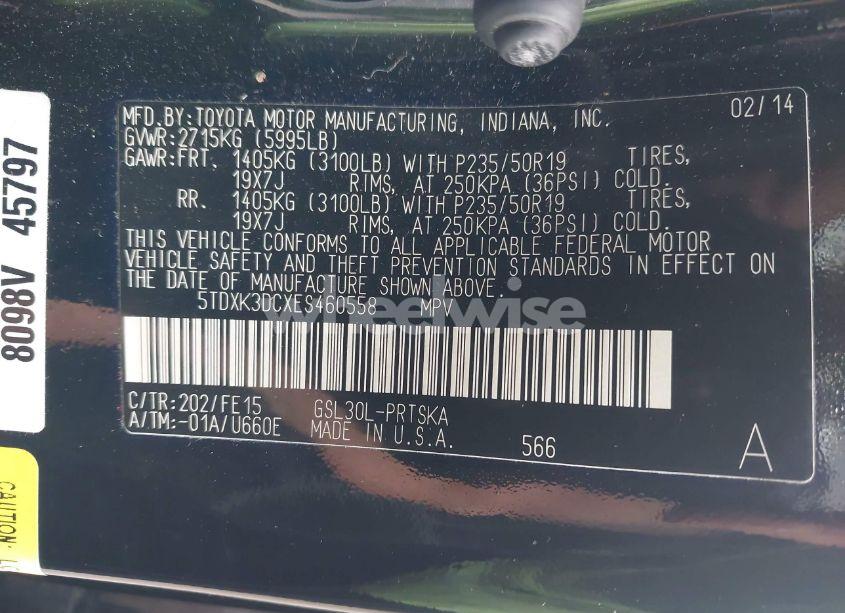 MFD.BY:TOYOTA MOTOR MANUFACTURING, INDIANA, INC. 02/14
GVWR:2715KG (5995LB)
GAWR:FRT. 1405KG (3100LB) WITH P235/50R19 TIRES,
19X7J RIMS, AT 250KPA (36PSI) COLD.
RR. 1405KG (3100LB) WITH P235/50R19 TIRES,
19X7J RIMS, AT 250KPA (36PSI) COLD.
THIS VEHICLE CONFORMS TO ALL APPLICABLE FEDERAL MOTOR
VEHICLE SAFETY AND THEFT PREVENTION STANDARDS IN EFFECT ON
THE DATE OF MANUFACTURE SHOWN ABOVE.
5TDXK3DCXES460558 MPV
C/TR:202/FE15 GSL30L-PRTSKA
A/TM:-01A/U660E MADE IN U.S.A. 566 A
8098V 45797
CAUTION:
wheelwise